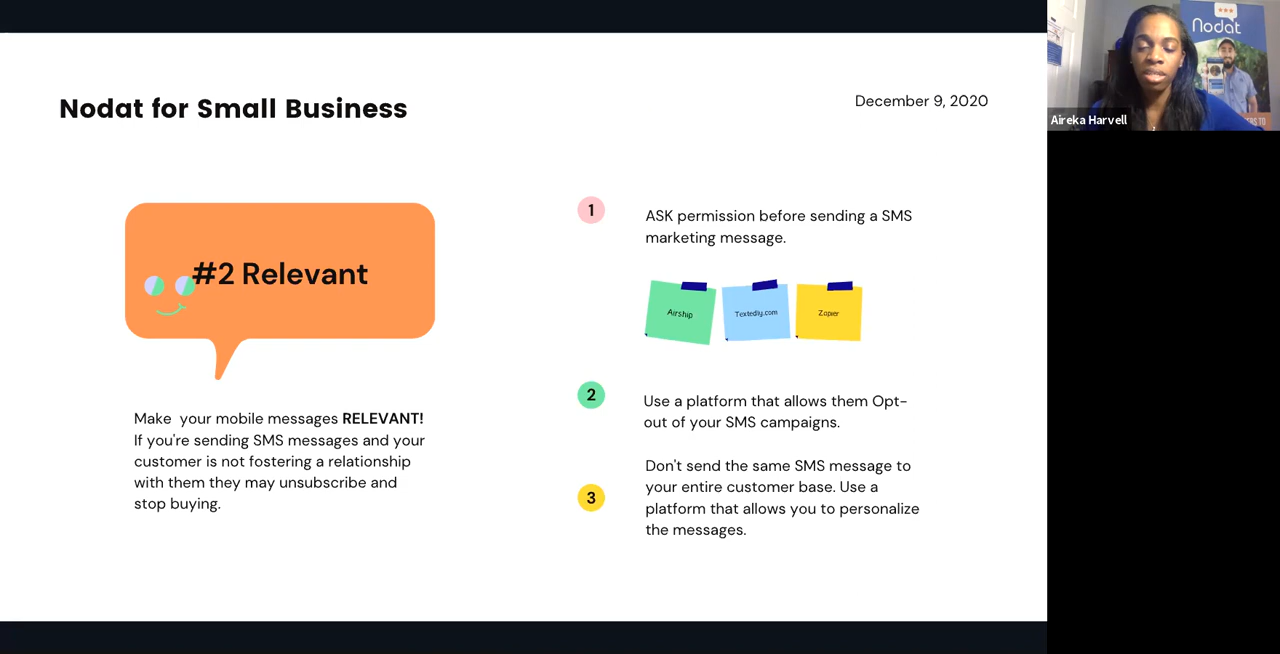 Nodat for Small Business
December 9, 2020
#2 Relevant
Make your mobile messages RELEVANT!
If you're sending SMS messages and your
customer is not fostering a relationship
with them they may unsubscribe and
stop buying.
1
ASK permission before sending a SMS
marketing message.
Airship
Textedly.com
Zapier
2
Use a platform that allows them Opt-
out of your SMS campaigns.
3
Don't send the same SMS message to
your entire customer base. Use a
platform that allows you to personalize
the messages.
Nodat
Aireka Harvell